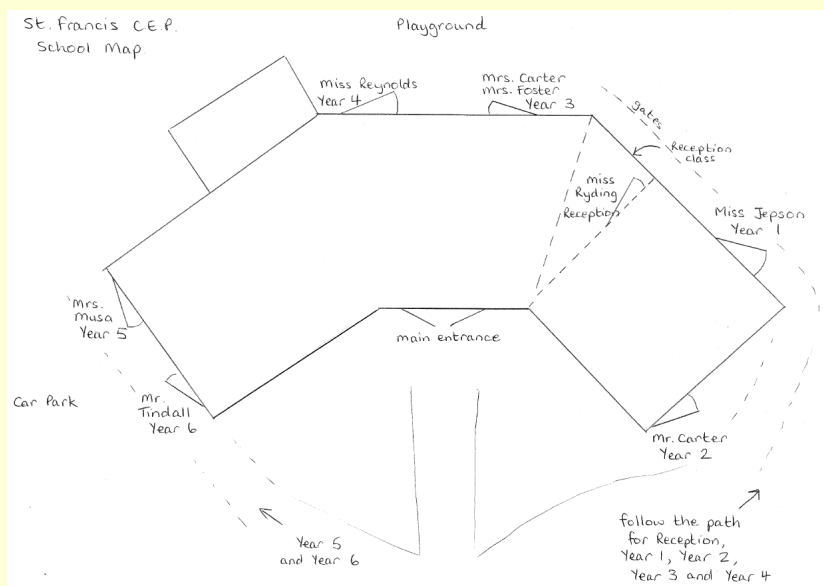 St. Francis C.E.P.
School Map.
Playground
Miss Reynolds
Year 4
Mrs. Carter
Mrs. Foster
Year 3
gates
Reception
class
Miss
Ryding
Reception
Miss Jepson
Year 1
Mrs.
Musa
Year 5
main entrance
Car Park
Mr.
Tindall
Year 6
Mr. Carter
Year 2
Year 5
and Year 6
follow the path
for Reception,
Year 1, Year 2,
Year 3 and Year 4